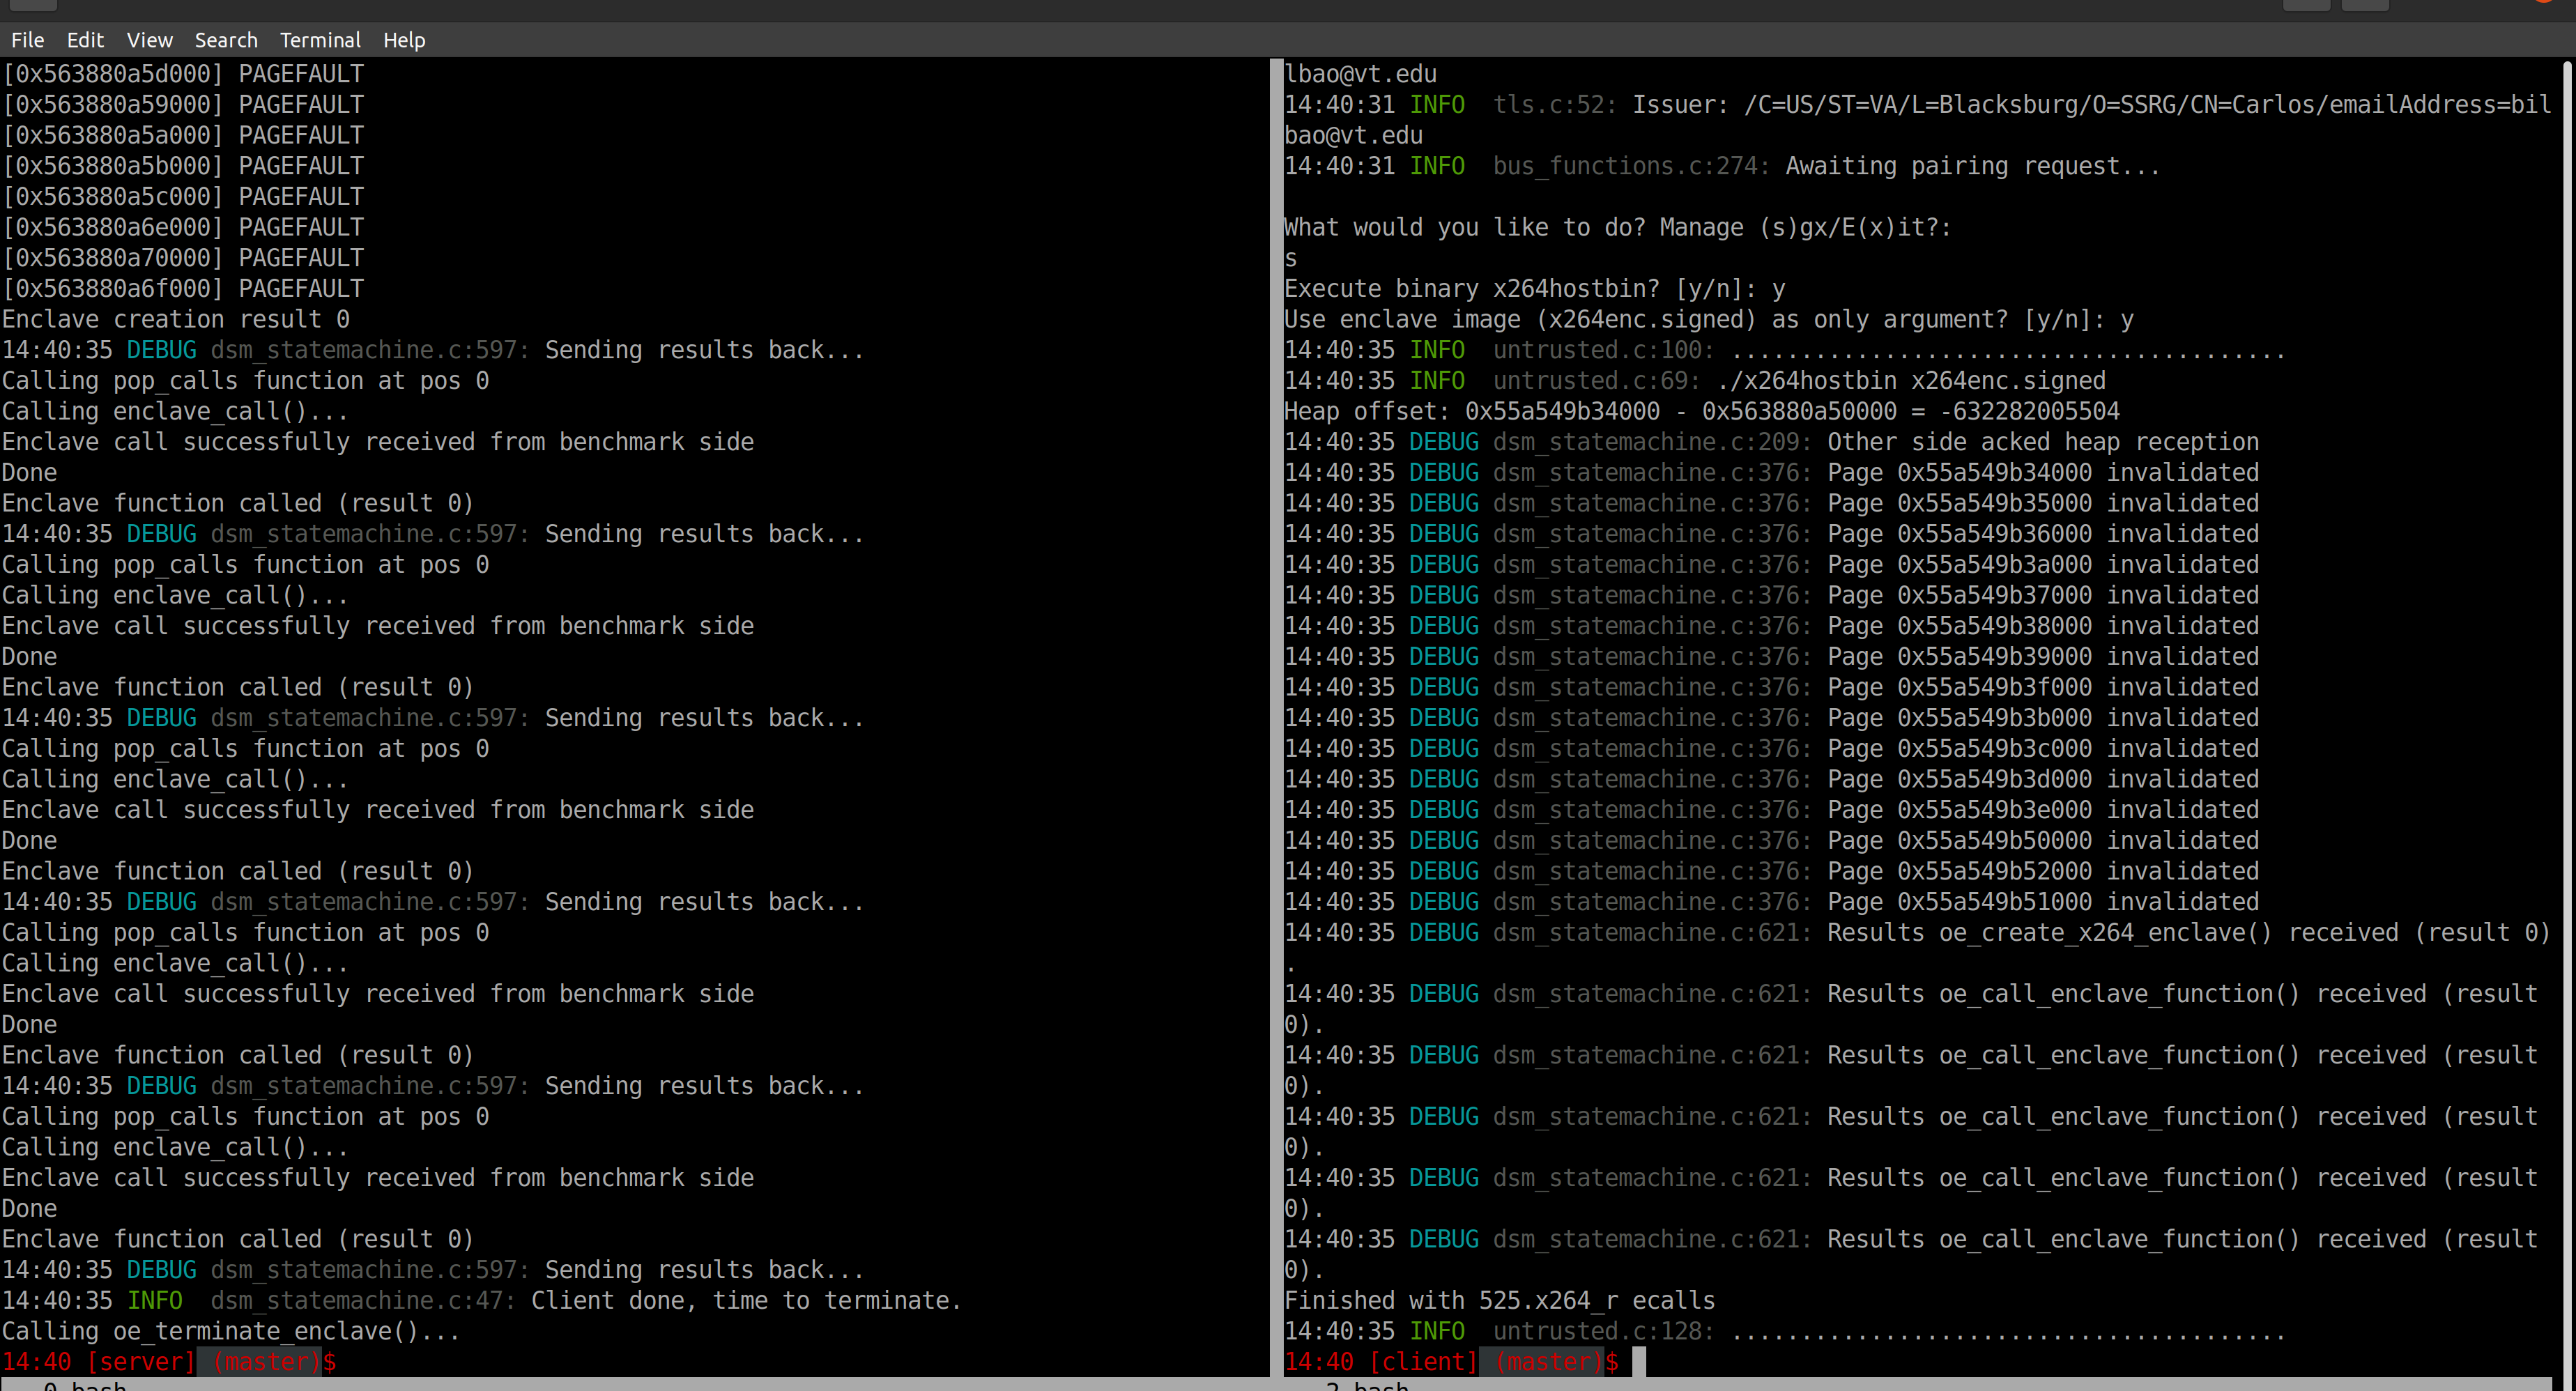 File Edit View Search Terminal Help
[0x563880a5d000] PAGEFAULT
[0x563880a59000] PAGEFAULT
[0x563880a5a000] PAGEFAULT
[0x563880a5b000] PAGEFAULT
[0x563880a5c000] PAGEFAULT
[0x563880a6e000] PAGEFAULT
[0x563880a70000] PAGEFAULT
[0x563880a6f000] PAGEFAULT
Enclave creation result 0
14:40:35 DEBUG dsm_statemachine.c:597: Sending results back...
Calling pop_calls function at pos 0
Calling enclave_call()...
Enclave call successfully received from benchmark side
Done
Enclave function called (result 0)
14:40:35 DEBUG dsm_statemachine.c:597: Sending results back...
Calling pop_calls function at pos 0
Calling enclave_call()...
Enclave call successfully received from benchmark side
Done
Enclave function called (result 0)
14:40:35 DEBUG dsm_statemachine.c:597: Sending results back...
Calling pop_calls function at pos 0
Calling enclave_call()...
Enclave call successfully received from benchmark side
Done
Enclave function called (result 0)
14:40:35 DEBUG dsm_statemachine.c:597: Sending results back...
Calling pop_calls function at pos 0
Calling enclave_call()...
Enclave call successfully received from benchmark side
Done
Enclave function called (result 0)
14:40:35 DEBUG dsm_statemachine.c:597: Sending results back...
Calling pop_calls function at pos 0
Calling enclave_call()...
Enclave call successfully received from benchmark side
Done
Enclave function called (result 0)
14:40:35 DEBUG dsm_statemachine.c:597: Sending results back...
14:40:35 INFO  dsm_statemachine.c:47: Client done, time to terminate.
Calling oe_terminate_enclave()...
14:40 [server] (master)$
0 bash
lbao@vt.edu
14:40:31 INFO  tls.c:52: Issuer: /C=US/ST=VA/L=Blacksburg/O=SSRG/CN=Carlos/emailAddress=bil
bao@vt.edu
14:40:31 INFO  bus_functions.c:274: Awaiting pairing request...
What would you like to do? Manage (s)gx/E(x)it?:
s
Execute binary x264hostbin? [y/n]: y
Use enclave image (x264enc.signed) as only argument? [y/n]: y
14:40:35 INFO  untrusted.c:100: ........................................
14:40:35 INFO  untrusted.c:69: ./x264hostbin x264enc.signed
Heap offset: 0x55a549b34000 - 0x563880a50000 = -632282005504
14:40:35 DEBUG dsm_statemachine.c:209: Other side acked heap reception
14:40:35 DEBUG dsm_statemachine.c:376: Page 0x55a549b34000 invalidated
14:40:35 DEBUG dsm_statemachine.c:376: Page 0x55a549b35000 invalidated
14:40:35 DEBUG dsm_statemachine.c:376: Page 0x55a549b36000 invalidated
14:40:35 DEBUG dsm_statemachine.c:376: Page 0x55a549b3a000 invalidated
14:40:35 DEBUG dsm_statemachine.c:376: Page 0x55a549b37000 invalidated
14:40:35 DEBUG dsm_statemachine.c:376: Page 0x55a549b38000 invalidated
14:40:35 DEBUG dsm_statemachine.c:376: Page 0x55a549b39000 invalidated
14:40:35 DEBUG dsm_statemachine.c:376: Page 0x55a549b3f000 invalidated
14:40:35 DEBUG dsm_statemachine.c:376: Page 0x55a549b3b000 invalidated
14:40:35 DEBUG dsm_statemachine.c:376: Page 0x55a549b3c000 invalidated
14:40:35 DEBUG dsm_statemachine.c:376: Page 0x55a549b3d000 invalidated
14:40:35 DEBUG dsm_statemachine.c:376: Page 0x55a549b3e000 invalidated
14:40:35 DEBUG dsm_statemachine.c:376: Page 0x55a549b50000 invalidated
14:40:35 DEBUG dsm_statemachine.c:376: Page 0x55a549b52000 invalidated
14:40:35 DEBUG dsm_statemachine.c:376: Page 0x55a549b51000 invalidated
14:40:35 DEBUG dsm_statemachine.c:621: Results oe_create_x264_enclave() received (result 0)
.
14:40:35 DEBUG dsm_statemachine.c:621: Results oe_call_enclave_function() received (result
0).
14:40:35 DEBUG dsm_statemachine.c:621: Results oe_call_enclave_function() received (result
0).
14:40:35 DEBUG dsm_statemachine.c:621: Results oe_call_enclave_function() received (result
0).
14:40:35 DEBUG dsm_statemachine.c:621: Results oe_call_enclave_function() received (result
0).
14:40:35 DEBUG dsm_statemachine.c:621: Results oe_call_enclave_function() received (result
0).
Finished with 525.x264_r ecalls
14:40:35 INFO  untrusted.c:128: ........................................
14:40 [client] (master)$
2 bash